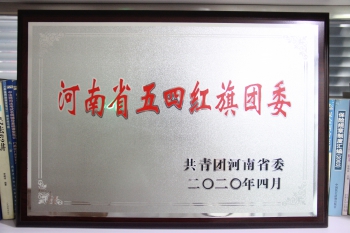 河南省五四红旗团委
共青团河南省委
二〇二〇年四月